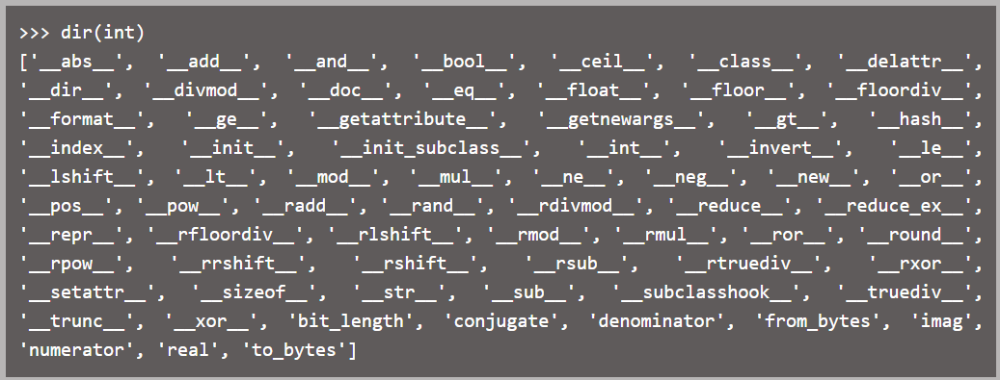 >>> dir(int)
['__abs__', '__add__', '__and__', '__bool__', '__ceil__', '__class__', '__delattr__',
'__dir__', '__divmod__', '__doc__', '__eq__', '__float__', '__floor__', '__floordiv__',
'__format__', '__ge__', '__getattribute__', '__getnewargs__', '__gt__', '__hash__',
'__index__', '__init__', '__init_subclass__', '__int__', '__invert__', '__le__',
'__lshift__', '__lt__', '__mod__', '__mul__', '__ne__', '__neg__', '__new__', '__or__',
'__pos__', '__pow__', '__radd__', '__rand__', '__rdivmod__', '__reduce__', '__reduce_ex__',
'__repr__', '__rfloordiv__', '__rlshift__', '__rmod__', '__rmul__', '__ror__', '__round__',
'__rpow__', '__rrshift__', '__rshift__', '__rsub__', '__rtruediv__', '__rxor__',
'__setattr__', '__sizeof__', '__str__', '__sub__', '__subclasshook__', '__truediv__',
'__trunc__', '__xor__', 'bit_length', 'conjugate', 'denominator', 'from_bytes', 'imag',
'numerator', 'real', 'to_bytes']